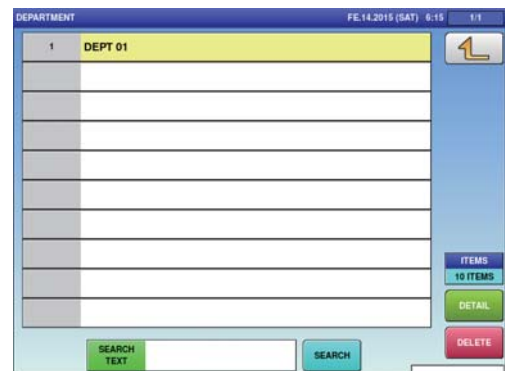 DEPARTMENT FE.14.2015 (SAT) 6:15 1/1
1 DEPT 01
ITEMS
10 ITEMS
DETAIL
DELETE
SEARCH
TEXT
SEARCH